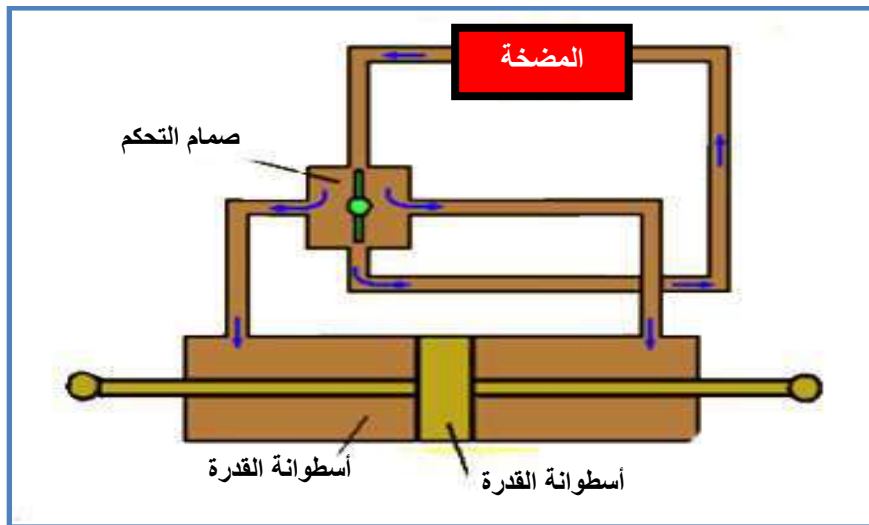 المضخة
صمام التحكم
أسطوانة القدرة
أسطوانة القدرة